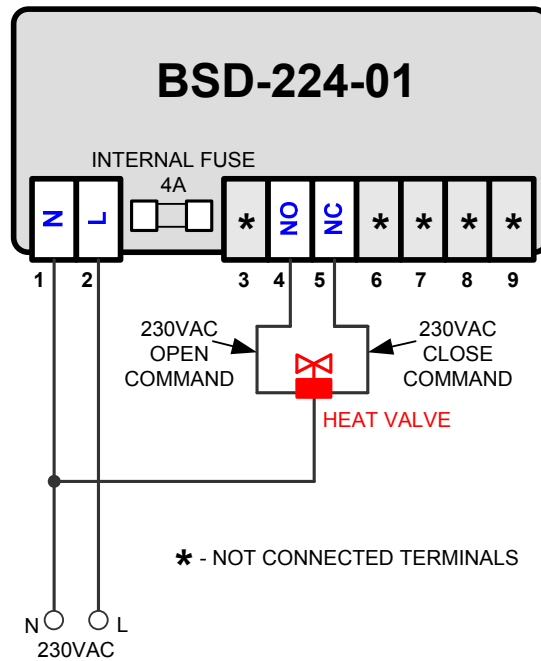 BSD-224-01
INTERNAL FUSE
4A
N
L
*
NO
NC
*
*
*
*
1
2
3
4
5
6
7
8
9
230VAC
OPEN
COMMAND
230VAC
CLOSE
COMMAND
HEAT VALVE
* - NOT CONNECTED TERMINALS
N
L
230VAC